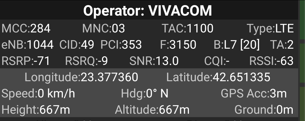 Operator: VIVACOM
MCC:284 MNC:03 TAC:1100 Type:LTE
eNB:1044 CID:49 PCI:353 F:3150 B:L7 [20] TA:2
RSRP:-71 RSRQ:-9 SNR:13.0 CQI:- RSSI:-63
Longitude:23.377360 Latitude:42.651335
Speed:0 km/h Hdg:0° N GPS Acc:3m
Height:667m Altitude:667m Ground:0m